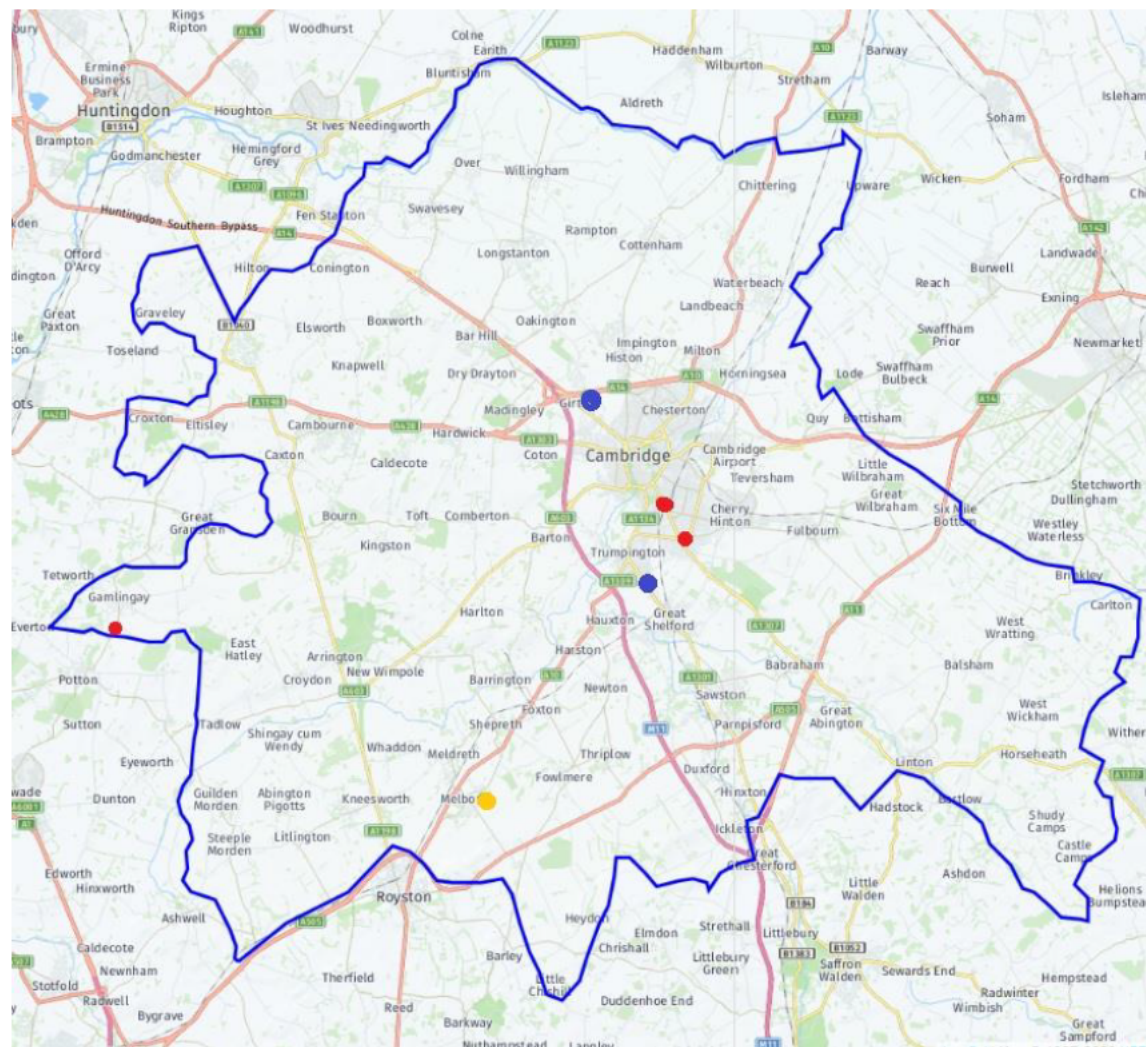 Kings
Ripton
A141
Woodhurst
Colne
Earith
A1123
Haddenham
A10
Barway
Bluntisham
Wilburton
Stretham
Ermine
Business
Park
Huntingdon
Houghton
Aldreth
A1123
Isleham
Soham
B1514
St Ives
Needingworth
Brampton
Godmanchester
Hemingford
Grey
Over
Willingham
Chittering
Upware
Wicken
Fordham
A1307
A1096
Fen Stanton
Swavesey
Huntingdon Southern Bypass
A14
Rampton
Cottenham
A142
Offord
D'Arcy
Hilton
Conington
Longstanton
Landwade
Burwell
Waterbeach
Reach
Great
Paxton
Graveley
Landbeach
Exning
B1040
Elsworth
Boxworth
Oakington
Bar Hill
Swaffham
Prior
Toseland
Impington
Histon
Milton
Newmarket
Knapwell
Dry Drayton
A10
Horningsea
Lode
Swaffham
Bulbeck
A14
A14
A428
Croxton
Eltisley
A1198
Cambourne
A428
Madingley
Chesterton
Quy
Bottisham
Hardwick
A1303
Coton
Cambridge
Cambridge
Airport
Caxton
Caldecote
Teversham
Little
Wilbraham
Stetchworth
Dullingham
Great
Wilbraham
Great
Gransden
Bourn
Toft
Comberton
A603
A1134
Cherry
Hinton
Six Mile
Bottom
Fulbourn
Westley
Waterless
Barton
Kingston
Trumpington
Tetworth
A1309
Brinkley
Gamlingay
Harlton
Great
Shelford
A11
Carlton
Hauxton
A1307
West
Wratting
East
Hatley
Arrington
Harston
Potton
Croydon
New Wimpole
Barrington
A10
Newton
Babraham
Balsham
A1301
A603
Sawston
Foxton
Great
Abington
West
Wickham
Sutton
Tadlow
Shingay cum
Wendy
Shepreth
A505
M11
Pampisford
Whaddon
Meldreth
Thriplow
Linton
Horseheath
Eyeworth
Duxford
A1307
Fowlmere
Dunton
Guilden
Morden
Abington
Pigotts
Kneesworth
Hinxton
Hadstock
Bartlow
A6001
A1
Shudy
Camps
Steeple
Morden
Litlington
A1198
Ickleton
Great
Chesterford
Castle
Camps
Edworth
Hinxworth
Royston
Little
Walden
Ashdon
Helions
Bumpstead
B184
Ashwell
A505
Heydon
Strethall
Littlebury
Elmdon
Chrishall
B1052
Caldecote
Barley
B1383
A507
Newnham
Therfield
Littlebury
Green
Saffron
Walden
Sewards End
Hempstead
Stotfold
Little
Chishill
Radwell
Reed
Duddenhoe End
Radwinter
Wimbish
Bygrave
Barkway
Great
Sampford
Nuthampstead
Langley
M11